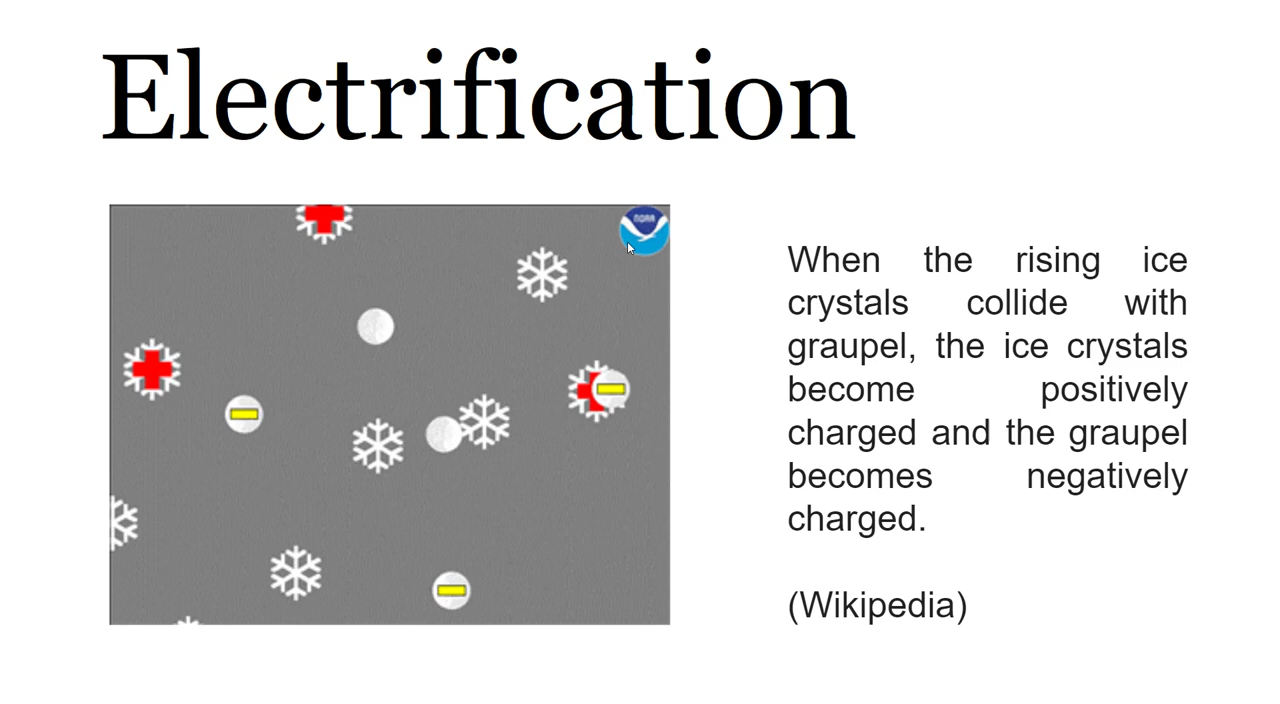 Electrification
NOAA
When the rising ice
crystals collide with
graupel, the ice crystals
become positively
charged and the graupel
becomes negatively
charged.
(Wikipedia)